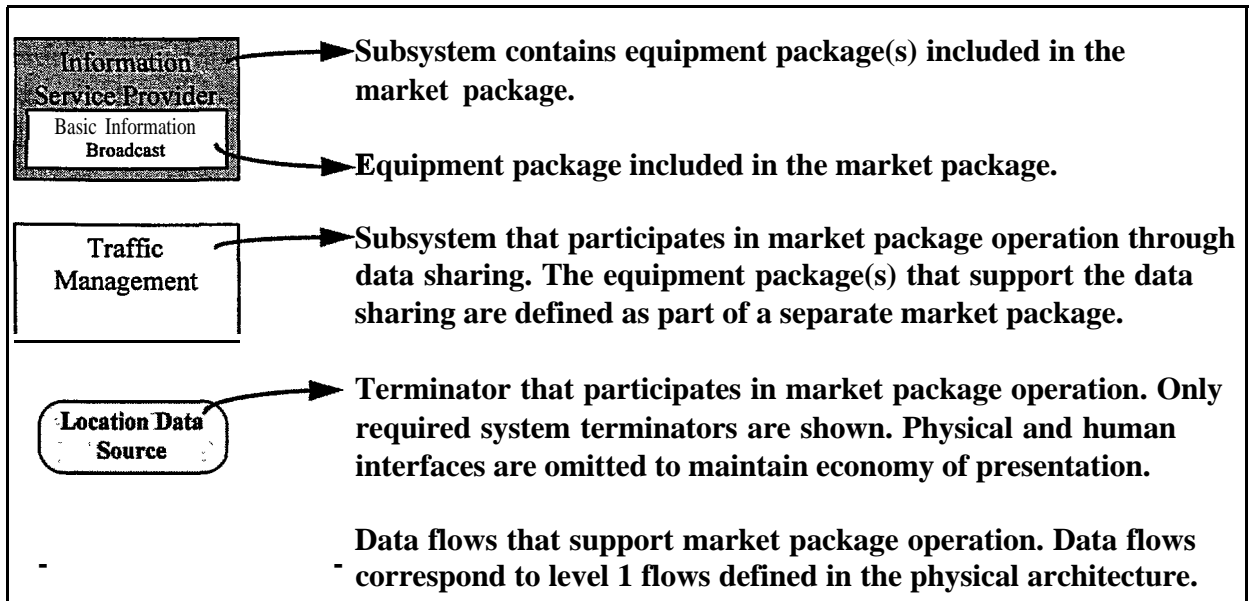 Information
Service Provider
Basic Information
Broadcast
Subsystem contains equipment package(s) included in the
market package.
Equipment package included in the market package.
Traffic
Management
Subsystem that participates in market package operation through
data sharing. The equipment package(s) that support the data
sharing are defined as part of a separate market package.
Location Data
Source
Terminator that participates in market package operation. Only
required system terminators are shown. Physical and human
interfaces are omitted to maintain economy of presentation.
Data flows that support market package operation. Data flows
correspond to level 1 flows defined in the physical architecture.